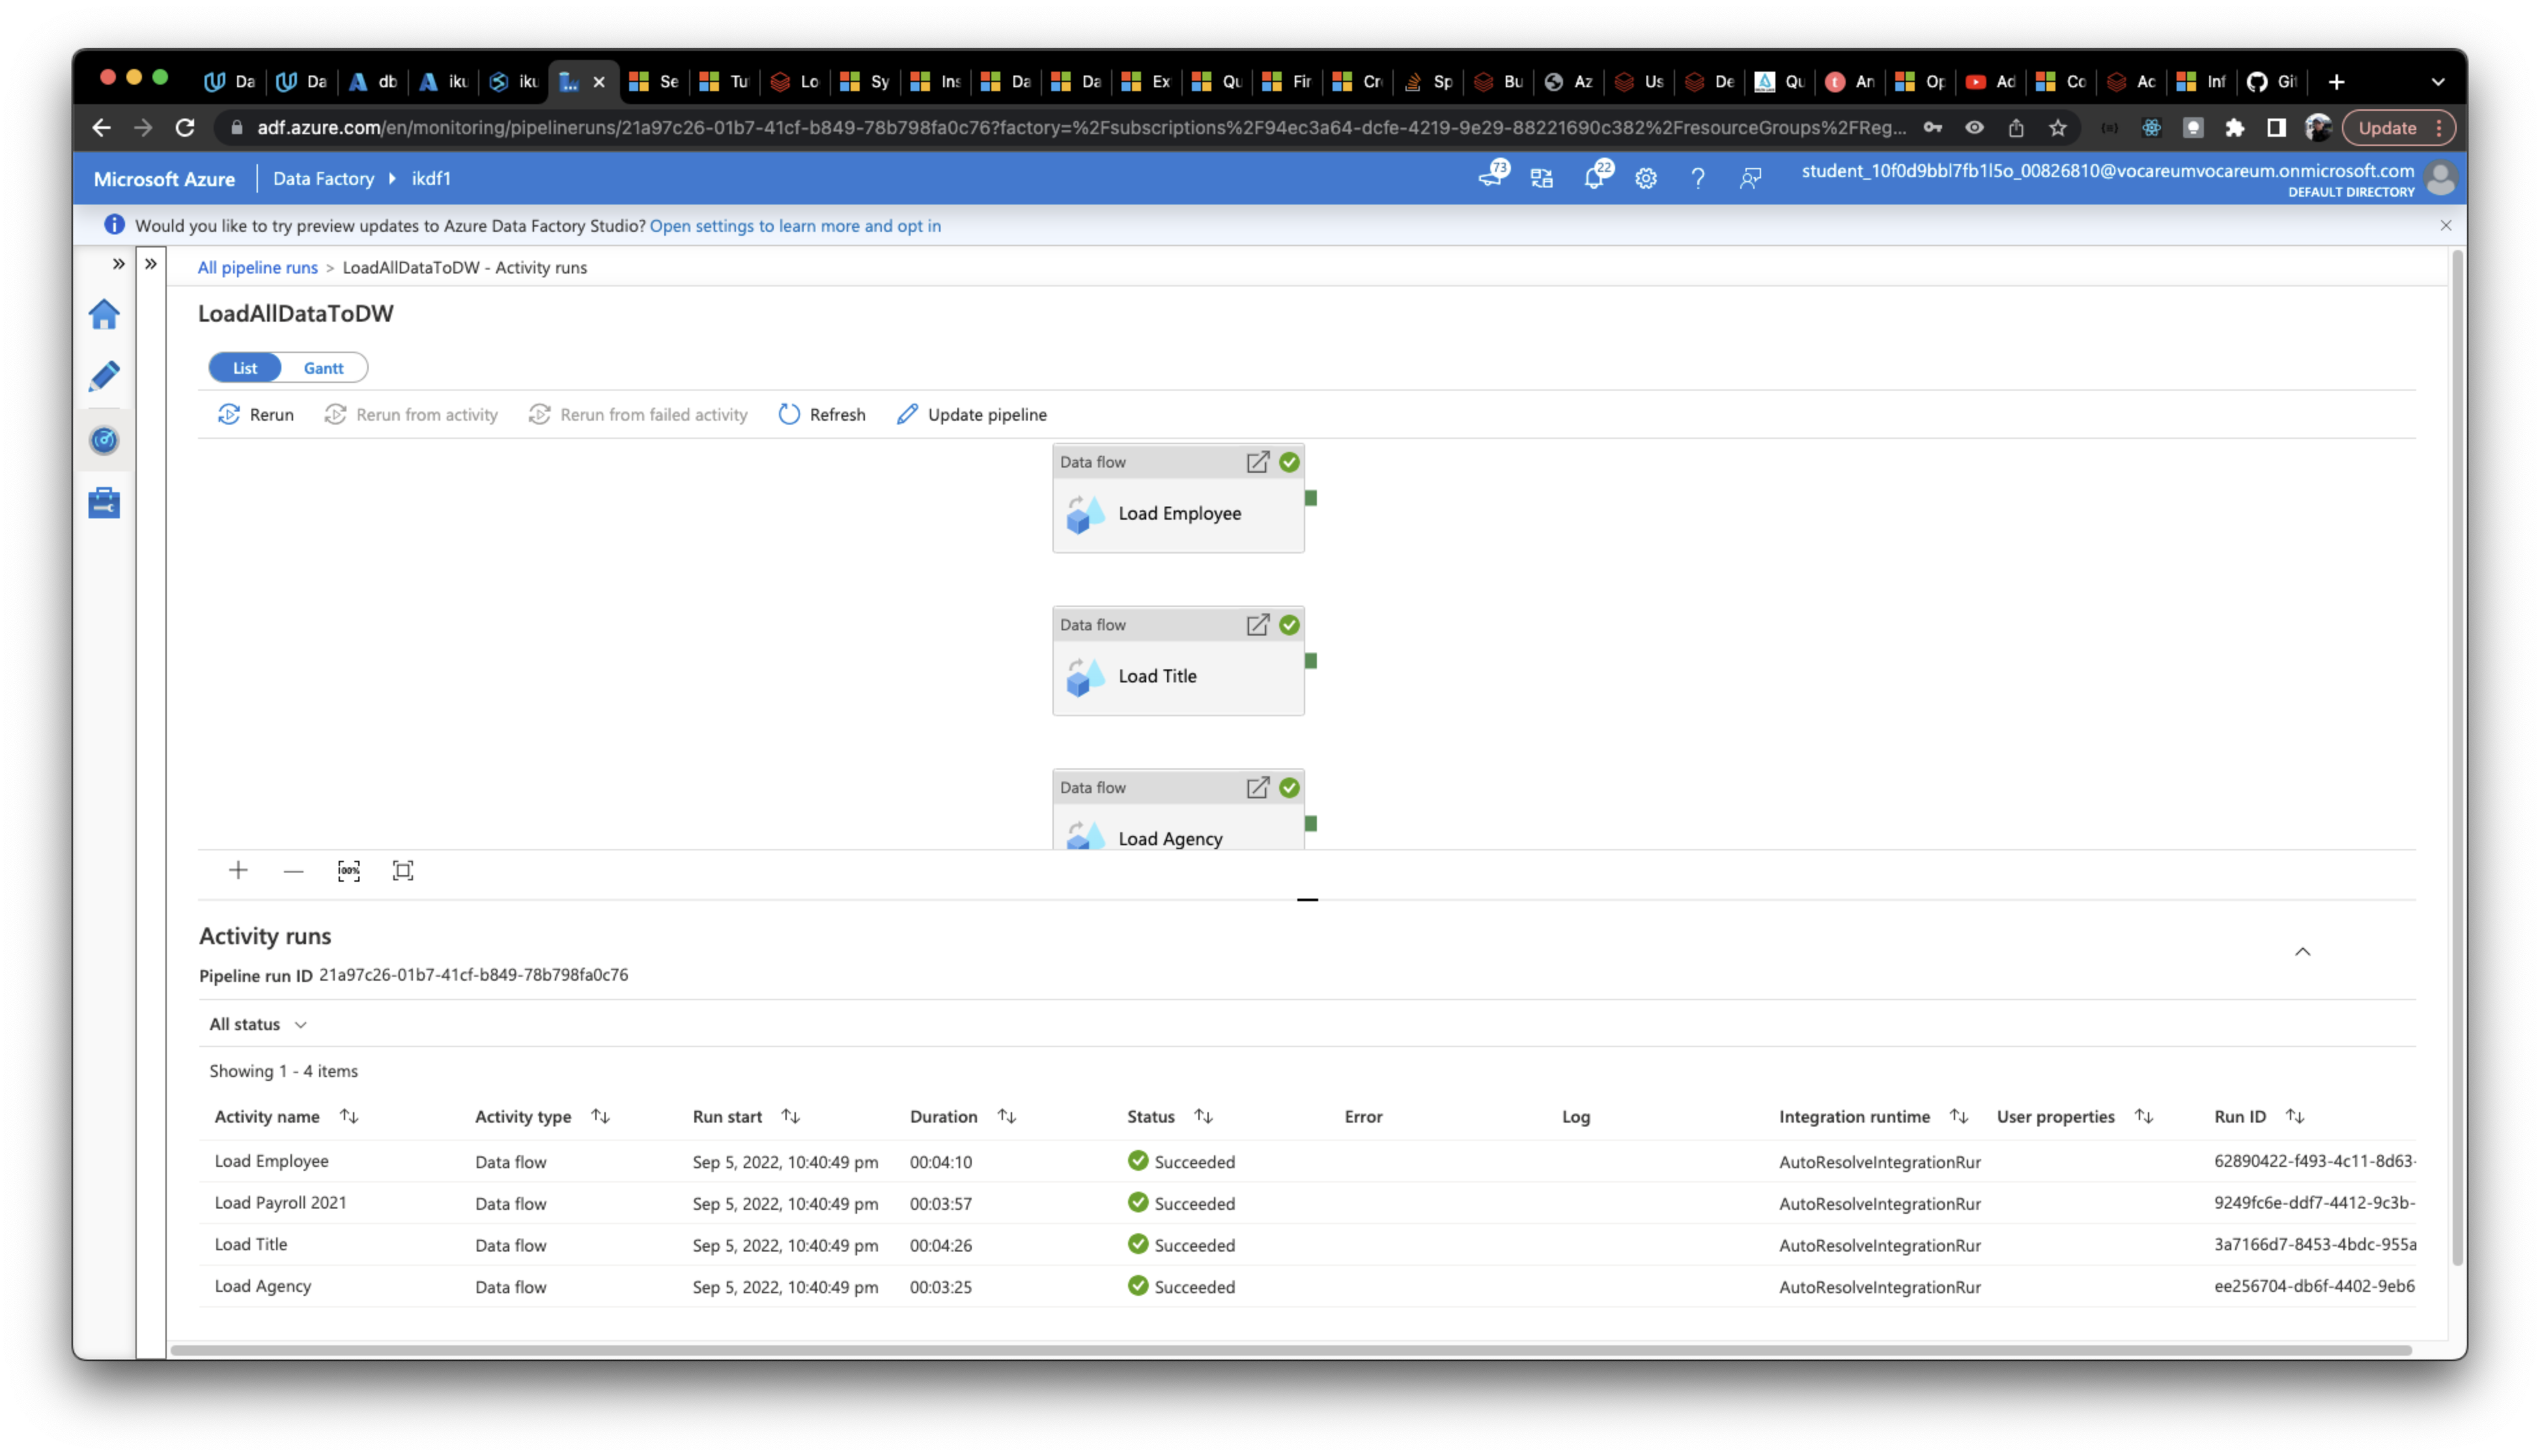 Da Da db iku iku Se Tu Lo Sy Ins Da Da Ex Qu Fir Cr Sp Bu Az Us De Qu An Op Ad Co Ac Inf Git
adf.azure.com/en/monitoring/pipelineruns/21a97c26-01b7-41cf-b849-78b798fa0c76?factory=%2Fsubscriptions%2F94ec3a64-dcfe-4219-9e29-88221690c382%2FresourceGroups%2FReg... Update
Microsoft Azure Data Factory ikdf1 73 22 student_10f0d9bbl7fb1l5o_00826810@vocareumvocareum.onmicrosoft.com
DEFAULT DIRECTORY
Would you like to try preview updates to Azure Data Factory Studio? Open settings to learn more and opt in
All pipeline runs > LoadAllDataToDW - Activity runs
LoadAllDataToDW
List Gantt
Rerun Rerun from activity Rerun from failed activity Refresh Update pipeline
Data flow
Load Employee
Data flow
Load Title
Data flow
Load Agency
100%
Activity runs
Pipeline run ID 21a97c26-01b7-41cf-b849-78b798fa0c76
All status
Showing 1 - 4 items
Activity name Activity type Run start Duration Status Error Log Integration runtime User properties Run ID
Load Employee Data flow Sep 5, 2022, 10:40:49 pm 00:04:10 Succeeded AutoResolveIntegrationRur 62890422-f493-4c11-8d63-
Load Payroll 2021 Data flow Sep 5, 2022, 10:40:49 pm 00:03:57 Succeeded AutoResolveIntegrationRur 9249fc6e-ddf7-4412-9c3b-
Load Title Data flow Sep 5, 2022, 10:40:49 pm 00:04:26 Succeeded AutoResolveIntegrationRur 3a7166d7-8453-4bdc-955a
Load Agency Data flow Sep 5, 2022, 10:40:49 pm 00:03:25 Succeeded AutoResolveIntegrationRur ee256704-db6f-4402-9eb6